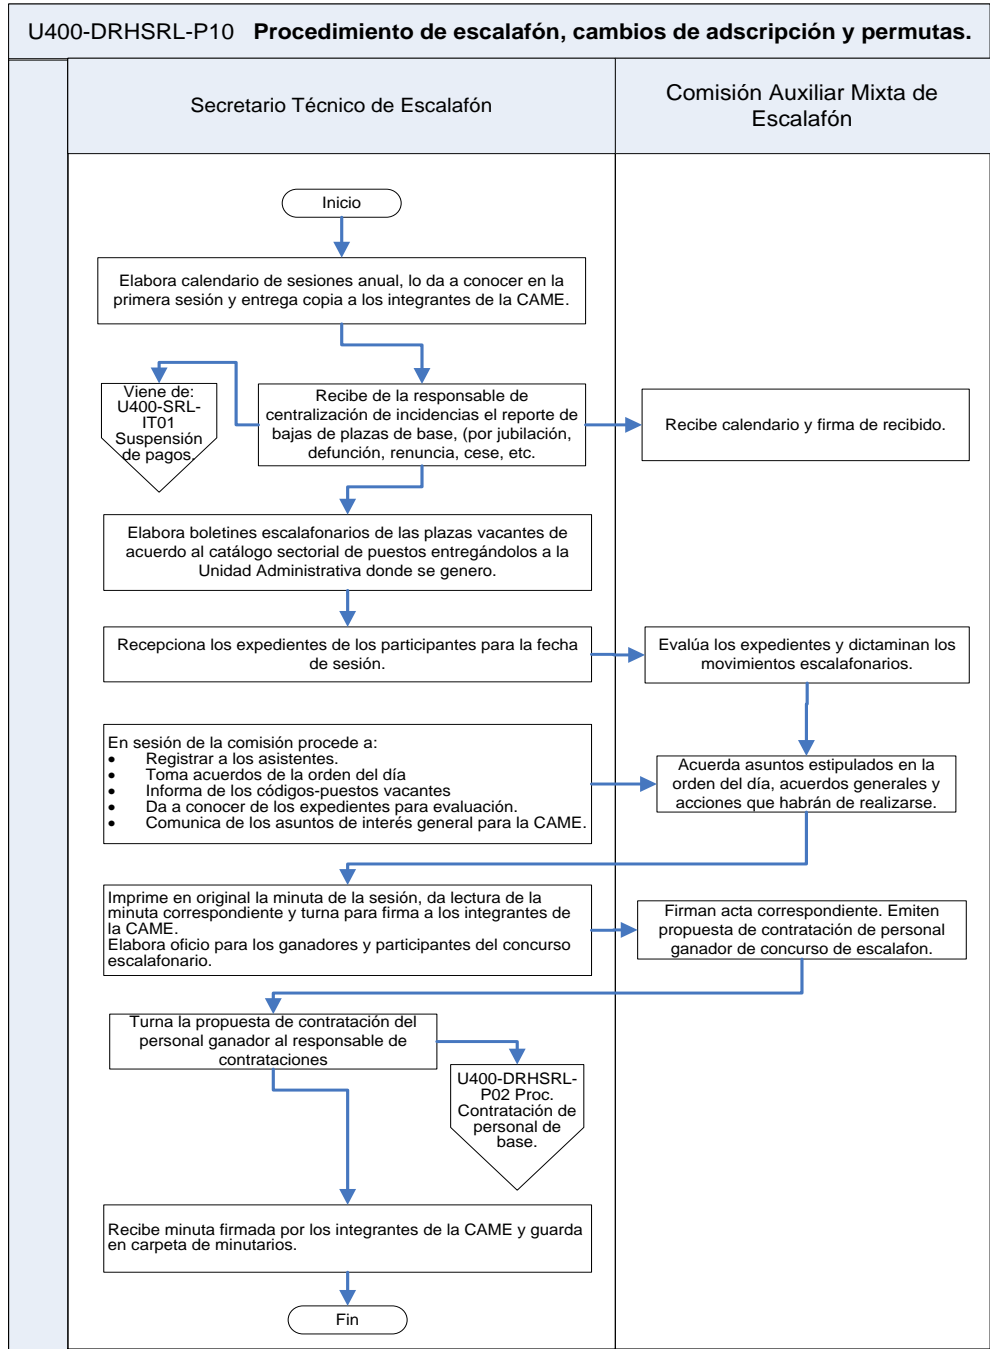 U400-DRHSRL-P10 Procedimiento de escalafón, cambios de adscripción y permutas.
Secretario Técnico de Escalafón
Comisión Auxiliar Mixta de
Escalafón
Inicio
Elabora calendario de sesiones anual, lo da a conocer en la
primera sesión y entrega copia a los integrantes de la CAME.
Viene de:
U400-SRL-
IT01
Suspensión
de pagos.
Recibe de la responsable de
centralización de incidencias el reporte de
bajas de plazas de base, (por jubilación,
defunción, renuncia, cese, etc.
Recibe calendario y firma de recibido.
Elabora boletines escalafonarios de las plazas vacantes de
acuerdo al catálogo sectorial de puestos entregándolos a la
Unidad Administrativa donde se genero.
Recepciona los expedientes de los participantes para la fecha
de sesión.
Evalúa los expedientes y dictaminan los
movimientos escalafonarios.
En sesión de la comisión procede a:
• Registrar a los asistentes.
• Toma acuerdos de la orden del día
• Informa de los códigos-puestos vacantes
• Da a conocer de los expedientes para evaluación.
• Comunica de los asuntos de interés general para la CAME.
Acuerda asuntos estipulados en la
orden del día, acuerdos generales y
acciones que habrán de realizarse.
Imprime en original la minuta de la sesión, da lectura de la
minuta correspondiente y turna para firma a los integrantes de
la CAME.
Elabora oficio para los ganadores y participantes del concurso
escalafonario.
Firman acta correspondiente. Emiten
propuesta de contratación de personal
ganador de concurso de escalafon.
Turna la propuesta de contratación del
personal ganador al responsable de
contrataciones
U400-DRHSRL-
P02 Proc.
Contratación de
personal de
base.
Recibe minuta firmada por los integrantes de la CAME y guarda
en carpeta de minutarios.
Fin